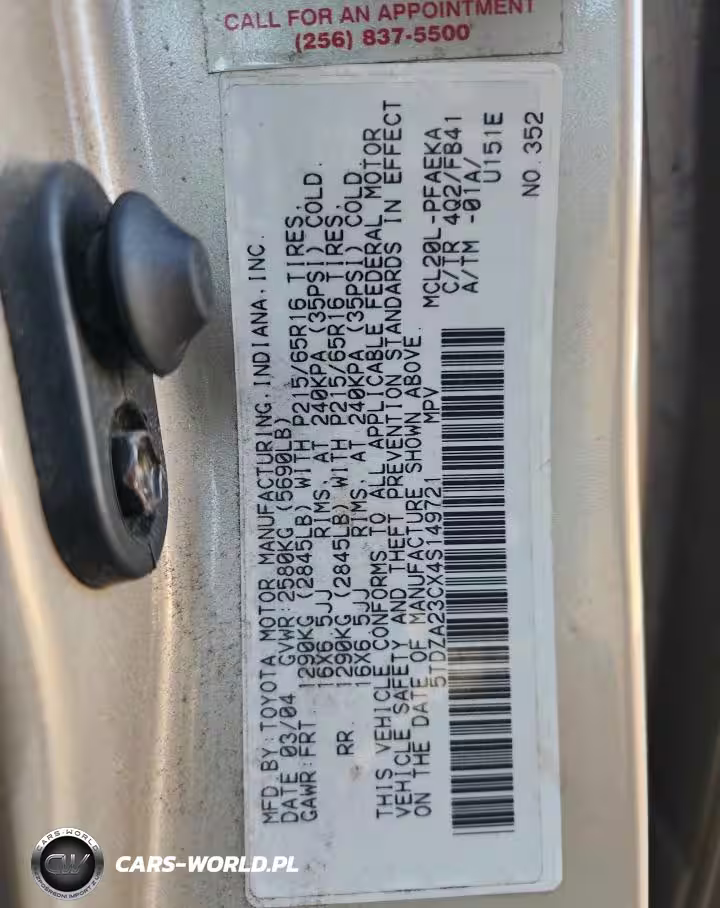 CALL FOR AN APPOINTMENT
(256) 837-5500
MFD.BY:TOYOTA MOTOR MANUFACTURING,INDIANA,INC.
DATE 03/04 GVWR:2580KG (5690LB)
GAWR:FRT. 1290KG (2845LB) WITH P215/65R16 TIRES,
16X6.5JJ RIMS, AT 240KPA (35PSI) COLD.
RR. 1290KG (2845LB) WITH P215/65R16 TIRES,
16X6.5JJ RIMS, AT 240KPA (35PSI) COLD.
THIS VEHICLE CONFORMS TO ALL APPLICABLE FEDERAL MOTOR
VEHICLE SAFETY AND THEFT PREVENTION STANDARDS IN EFFECT
ON THE DATE OF MANUFACTURE SHOWN ABOVE.
5TDZA23CX4S149721 MPV
MCL20L-PFAEKA
C/TR 4Q2/FB41
A/TM -01A/
U151E
NO.352
CARS-WORLD
CW
CARS-WORLD.PL